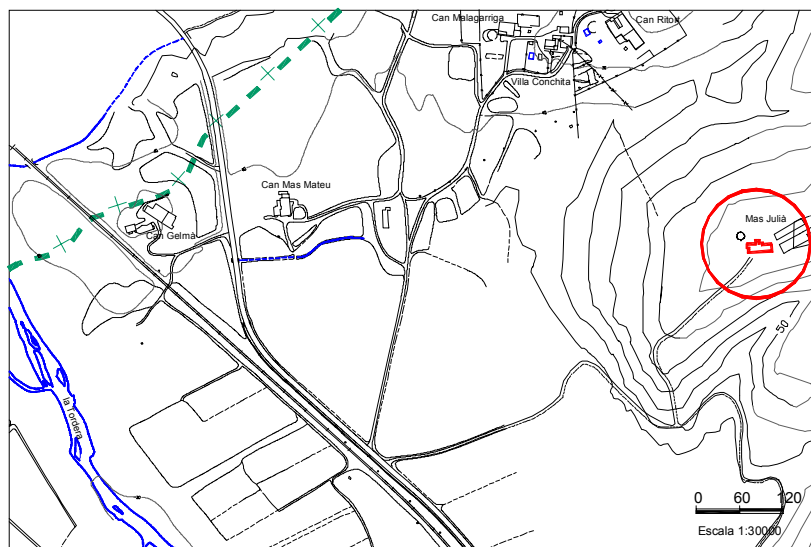 Can Malagarriga
Can Ritort
Villa Conchita
Can Mas Mateu
Mas Julià
Can Gelmà
50
la Tordera
0 60 120
Escala 1:30000